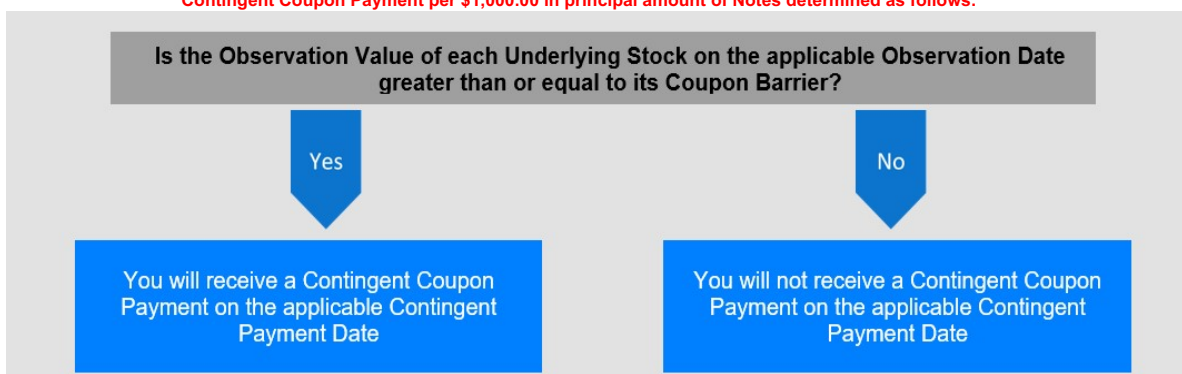 Contingent Coupon Payment per $1,000.00 in principal amount of Notes determined as follows:
Is the Observation Value of each Underlying Stock on the applicable Observation Date
greater than or equal to its Coupon Barrier?
Yes
No
You will receive a Contingent Coupon
Payment on the applicable Contingent
Payment Date
You will not receive a Contingent Coupon
Payment on the applicable Contingent
Payment Date